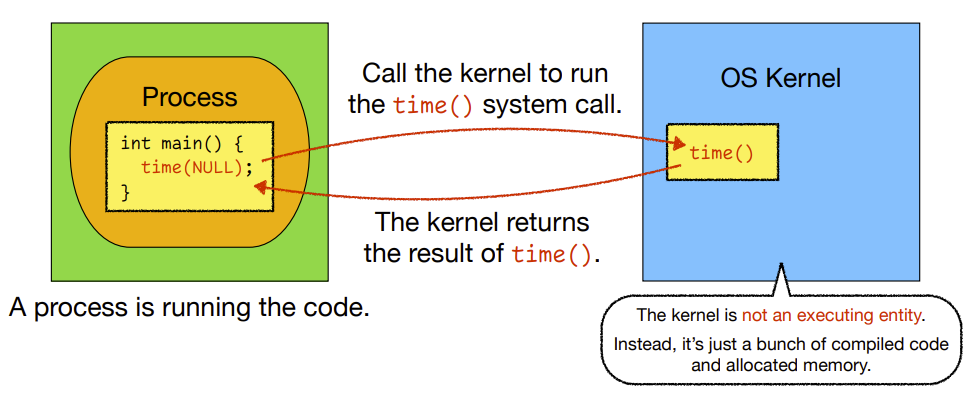 Process
int main() {
time(NULL);
}
A process is running the code.
Call the kernel to run
the time() system call.
The kernel returns
the result of time().
OS Kernel
time()
The kernel is not an executing entity.
Instead, it's just a bunch of compiled code
and allocated memory.